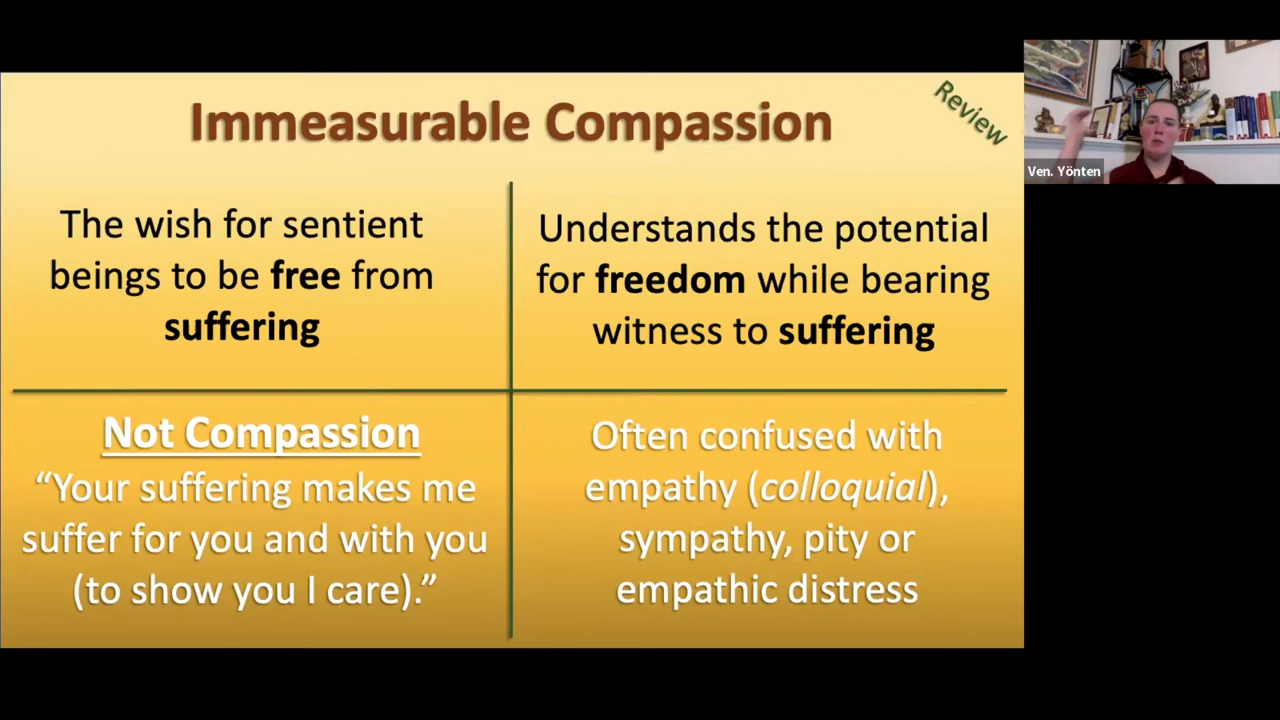 Immeasurable Compassion
Review
The wish for sentient
beings to be free from
suffering
Understands the potential
for freedom while bearing
witness to suffering
Not Compassion
“Your suffering makes me
suffer for you and with you
(to show you I care).”
Often confused with
empathy (colloquial),
sympathy, pity or
empathic distress
Ven. Yönten